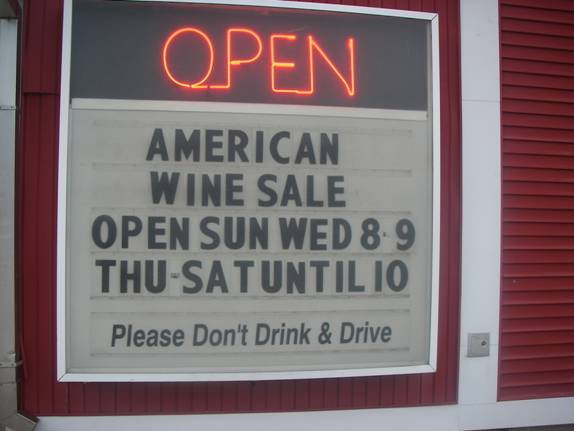 OPEN
AMERICAN
WINE SALE
OPEN SUN WED 8-9
THU-SAT UNTIL 10
Please Don't Drink & Drive